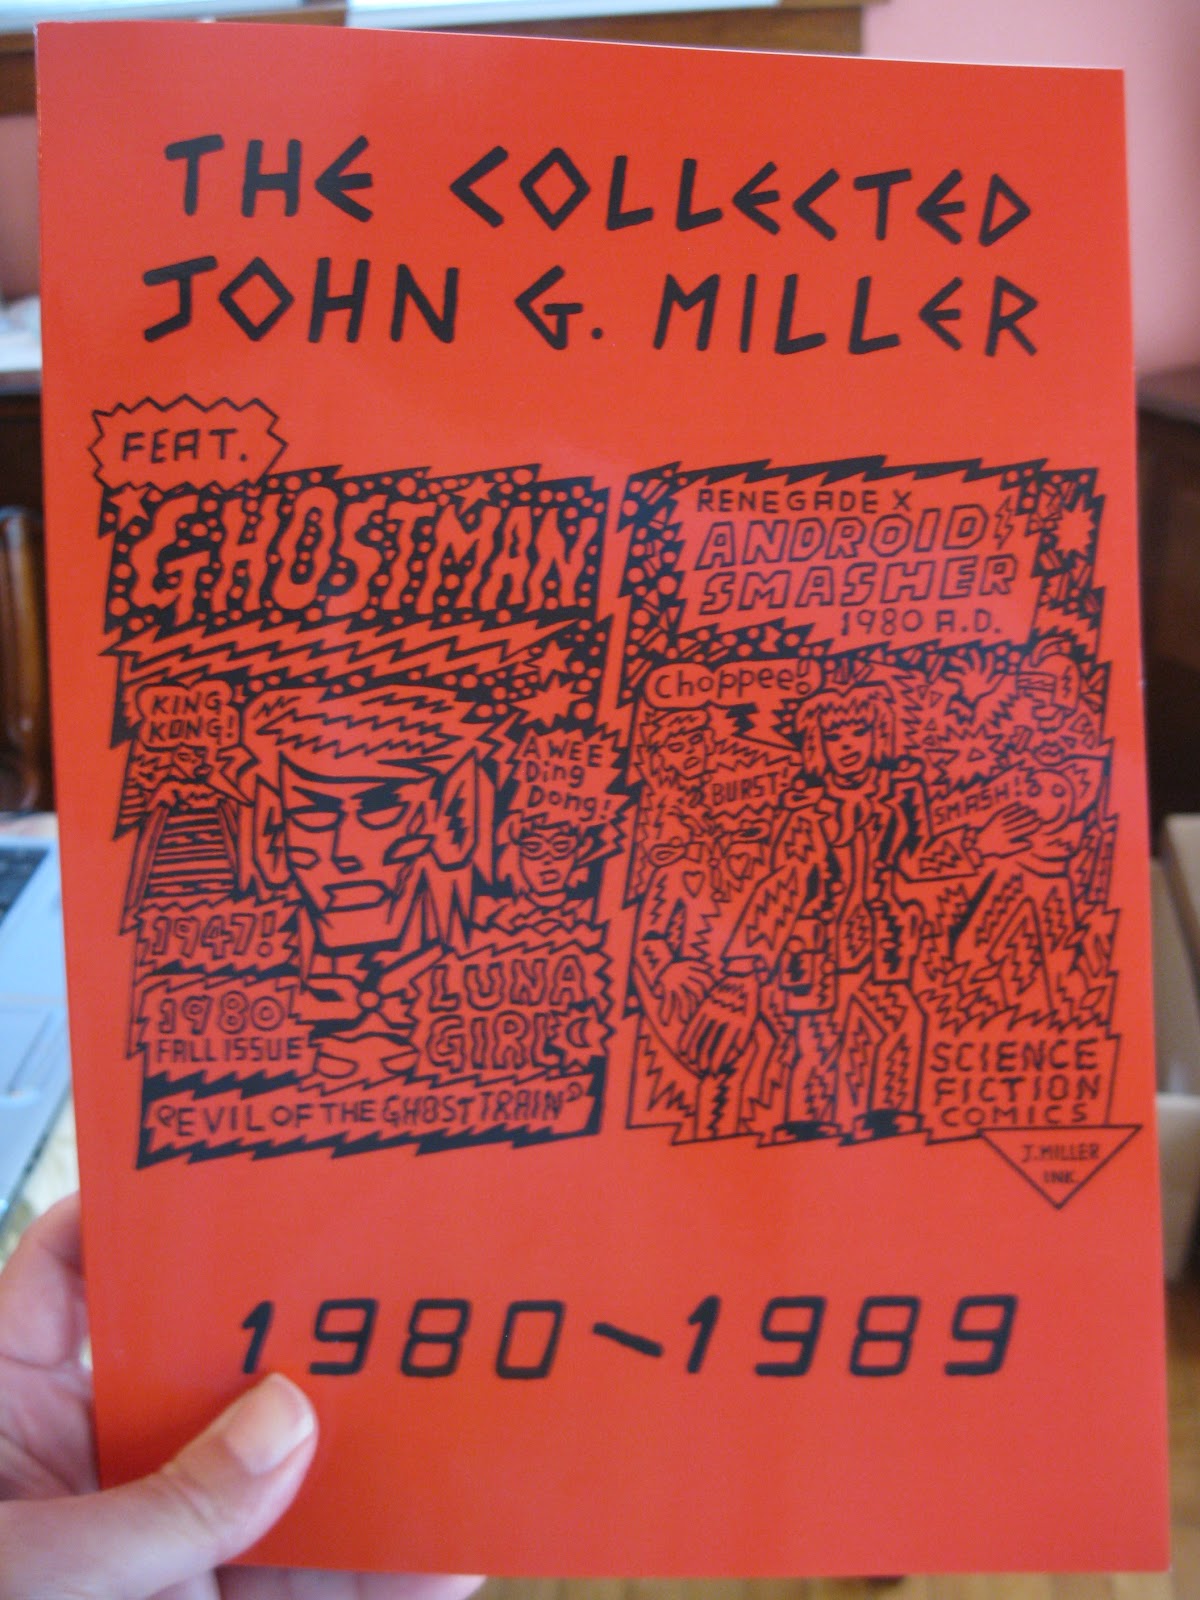 THE COLLECTED
JOHN G. MILLER
FEAT.
GHOSTMAN
KING
KONG!
A WEE
Ding
Dong!
1947!
1980
FALL ISSUE
LUNA
GIRL
"EVIL OF THE GHOST TRAIN"
RENEGADE X
ANDROID
SMASHER
1980 A.D.
Choppee!
BURST!
SMASH!
SCIENCE
FICTION
COMICS
J. MILLER
INK.
1980-1989